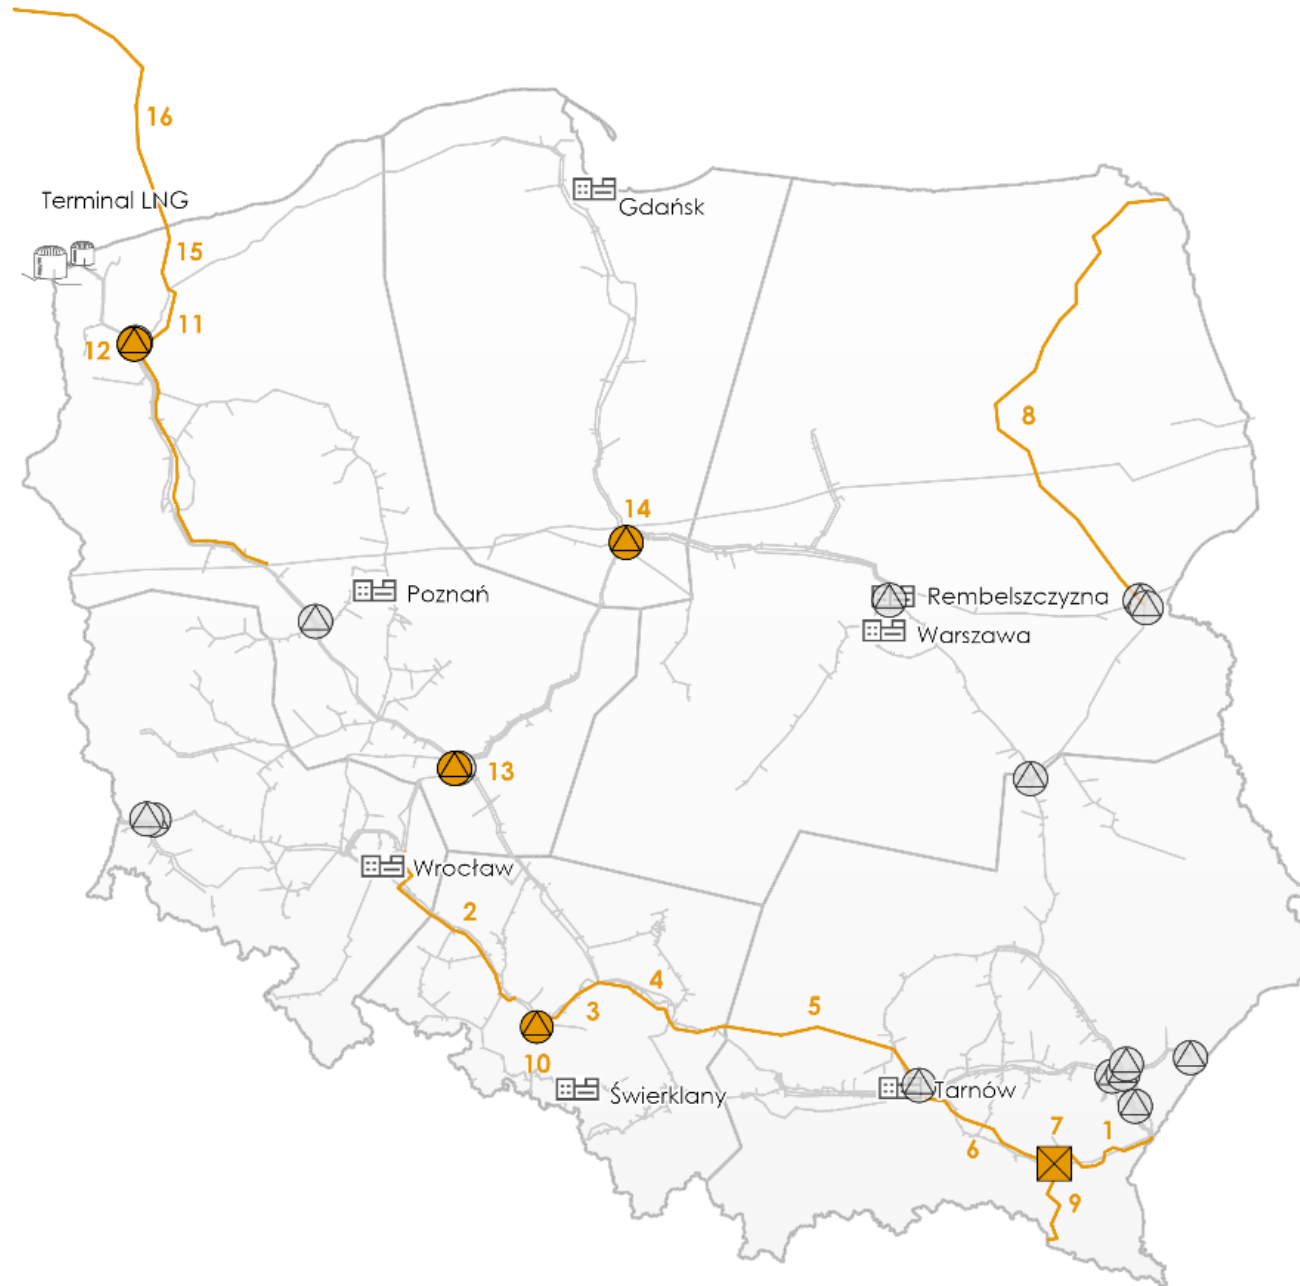 16
Terminal LNG
Gdańsk
15
11
12
8
14
Poznań
Rembelszczyzna
Warszawa
13
Wrocław
2
4
3
5
10
Świerklany
Tarnów
7
1
6
9